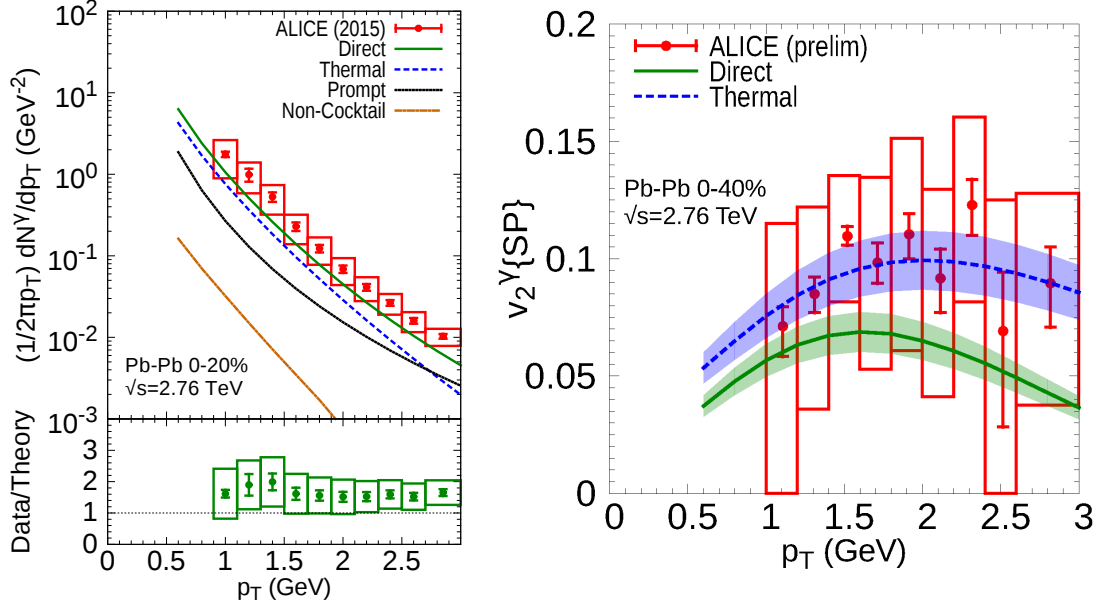 10²
10¹
10⁰
10⁻¹
10⁻²
10⁻³
(1/2πp_T) dN^γ/dp_T (GeV⁻²)
ALICE (2015)
Direct
Thermal
Prompt
Non-Cocktail
Pb-Pb 0-20%
√s=2.76 TeV
Data/Theory
3
2
1
0
0 0.5 1 1.5 2 2.5
p_T (GeV)
0.2
0.15
0.1
0.05
0
v₂^γ{SP}
ALICE (prelim)
Direct
Thermal
Pb-Pb 0-40%
√s=2.76 TeV
0 0.5 1 1.5 2 2.5 3
p_T (GeV)